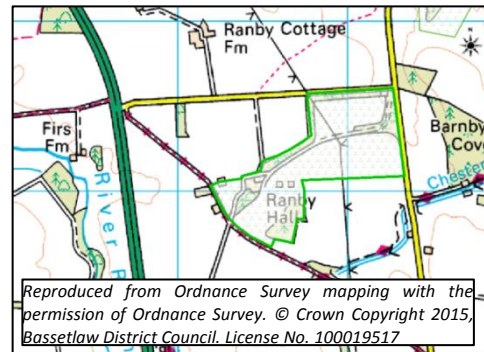 Ranby Cottage
Fm
N
Firs
Fm
Barnby
Cov
Chester
River
Ranby
Hall
Reproduced from Ordnance Survey mapping with the
permission of Ordnance Survey. © Crown Copyright 2015,
Bassetlaw District Council. License No. 100019517